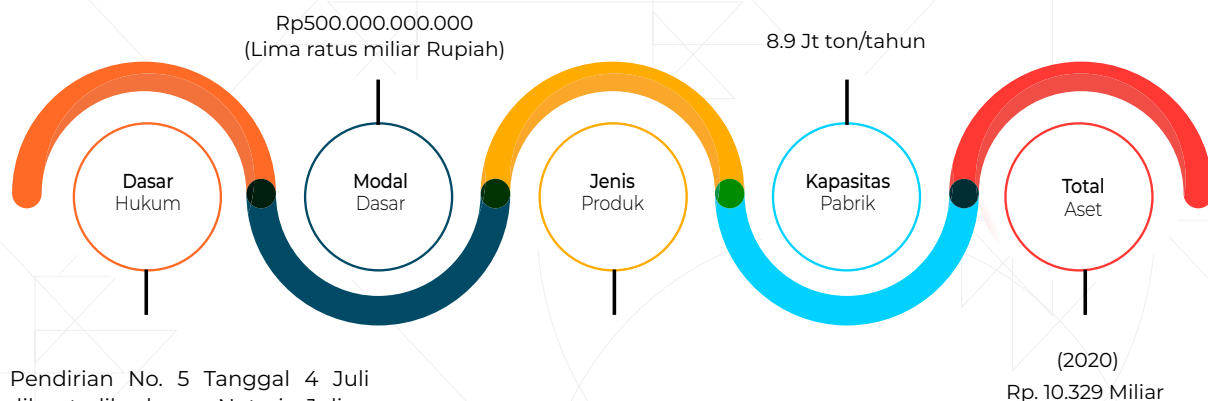 Rp500.000.000.000
(Lima ratus miliar Rupiah)
8.9 Jt ton/tahun
Dasar
Hukum
Modal
Dasar
Jenis
Produk
Kapasitas
Pabrik
Total
Aset
Pendirian No. 5 Tanggal 4 Juli
(2020)
Rp. 10.329 Miliar